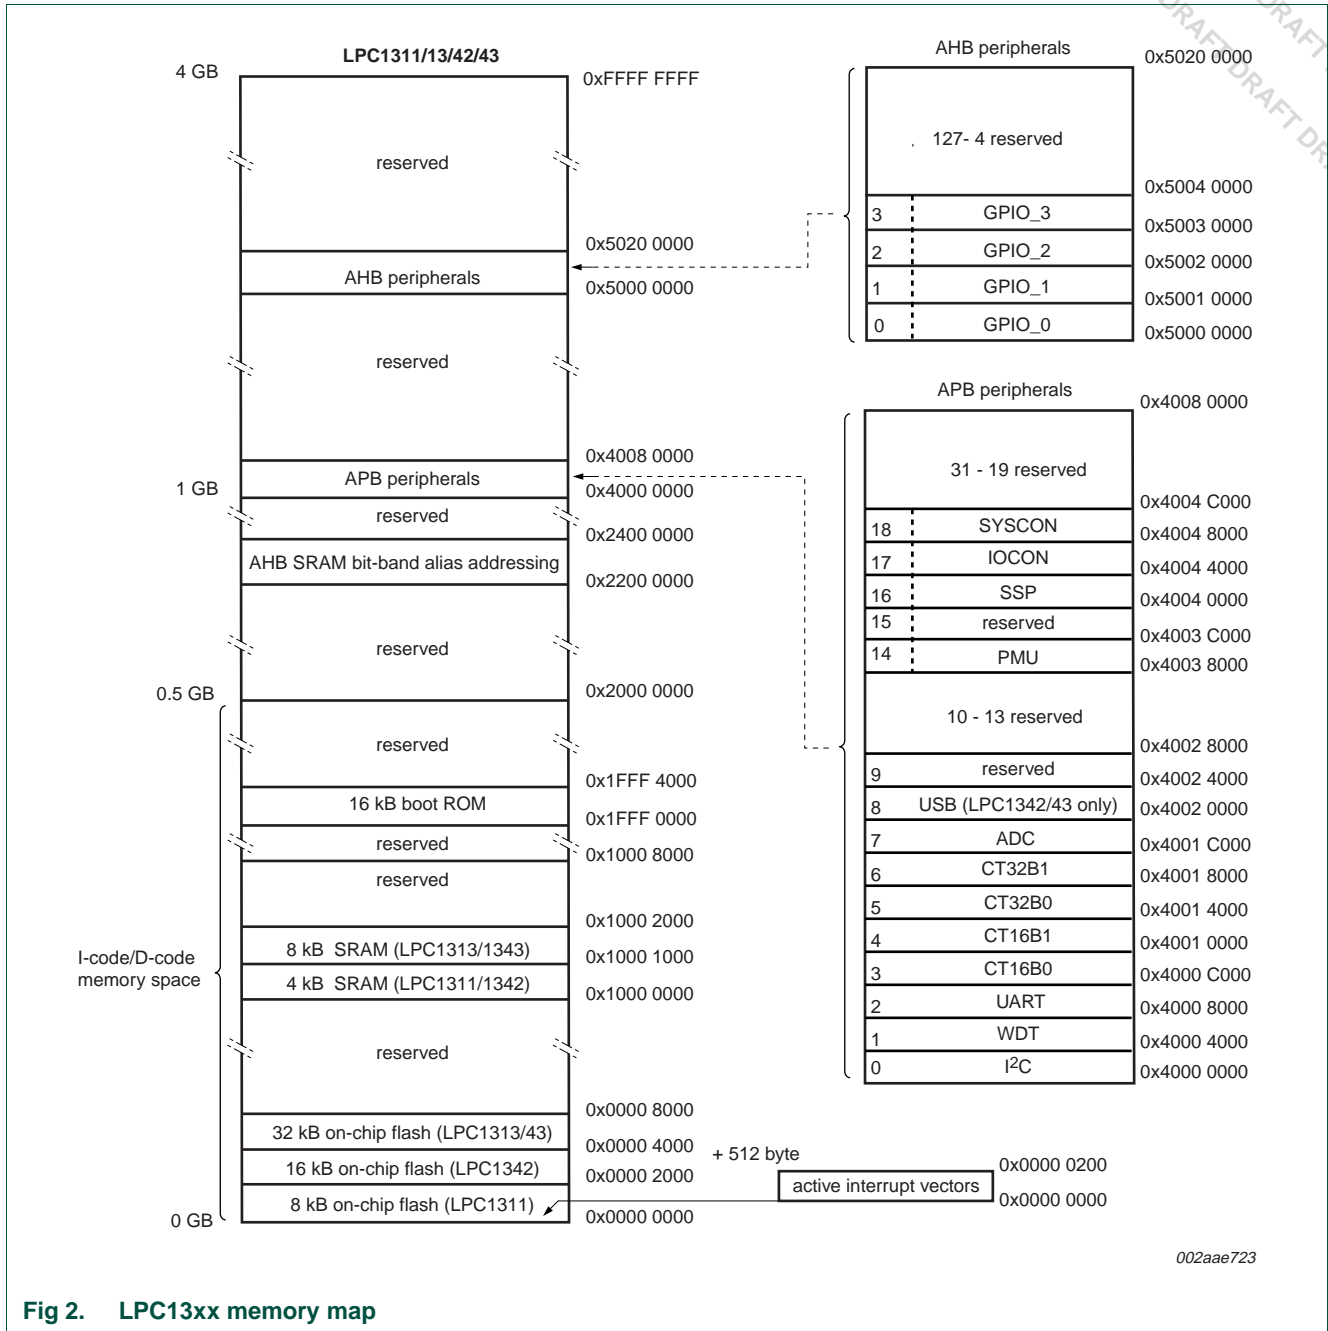 DRAFT DRAFT DRAFT DRAFT
LPC1311/13/42/43
4 GB
0xFFFF FFFF
reserved
0x5020 0000
AHB peripherals
0x5000 0000
reserved
0x4008 0000
APB peripherals
1 GB
0x4000 0000
reserved
0x2400 0000
AHB SRAM bit-band alias addressing
0x2200 0000
reserved
0.5 GB
0x2000 0000
reserved
0x1FFF 4000
16 kB boot ROM
0x1FFF 0000
reserved
0x1000 8000
reserved
0x1000 2000
8 kB SRAM (LPC1313/1343)
0x1000 1000
4 kB SRAM (LPC1311/1342)
0x1000 0000
I-code/D-code
memory space
reserved
0x0000 8000
32 kB on-chip flash (LPC1313/43)
0x0000 4000
16 kB on-chip flash (LPC1342)
0x0000 2000
8 kB on-chip flash (LPC1311)
0 GB
0x0000 0000
AHB peripherals
0x5020 0000
127- 4 reserved
0x5004 0000
3 GPIO_3
0x5003 0000
2 GPIO_2
0x5002 0000
1 GPIO_1
0x5001 0000
0 GPIO_0
0x5000 0000
APB peripherals
0x4008 0000
31 - 19 reserved
0x4004 C000
18 SYSCON
0x4004 8000
17 IOCON
0x4004 4000
16 SSP
0x4004 0000
15 reserved
0x4003 C000
14 PMU
0x4003 8000
10 - 13 reserved
0x4002 8000
9 reserved
0x4002 4000
8 USB (LPC1342/43 only)
0x4002 0000
7 ADC
0x4001 C000
6 CT32B1
0x4001 8000
5 CT32B0
0x4001 4000
4 CT16B1
0x4001 0000
3 CT16B0
0x4000 C000
2 UART
0x4000 8000
1 WDT
0x4000 4000
0 I2C
0x4000 0000
+ 512 byte
0x0000 0200
active interrupt vectors
0x0000 0000
002aae723
Fig 2. LPC13xx memory map